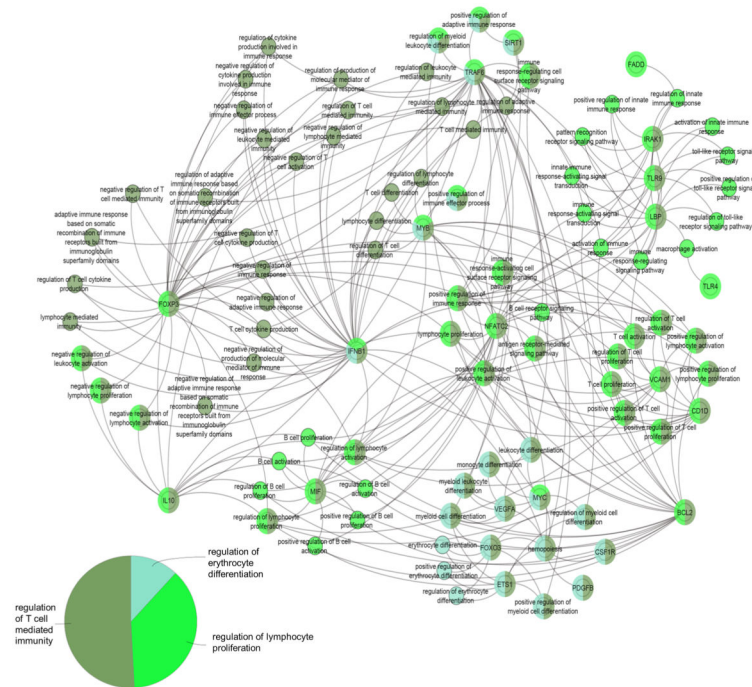 positive regulation of
adaptive immune response
regulation of myeloid
leukocyte differentiation
SIRT1
regulation of cytokine
production involved in immune
response
negative regulation of
cytokine production
involved in immune
response
regulation of production of
molecular mediator of
immune response
regulation of leukocyte
mediated immunity
TRAF6
immune
response-regulating cell
surface receptor signaling
pathway
FADD
negative regulation of
immune effector process
regulation of T cell
mediated immunity
regulation of lymphocyte
mediated immunity
regulation of adaptive immune
response
positive regulation of innate
immune response
regulation of innate
immune response
negative regulation of
leukocyte mediated
immunity
negative regulation of
lymphocyte mediated
immunity
T cell mediated immunity
pattern recognition
receptor signaling pathway
IRAK1
activation of innate immune
response
toll-like receptor signaling
pathway
negative regulation of T
cell activation
regulation of lymphocyte
differentiation
innate immune
response-activating signal
transduction
TLR9
positive regulation of
toll-like receptor signaling
pathway
negative regulation of T
cell mediated immunity
regulation of adaptive immune
response based on
somatic recombination
of immune receptors built from
immunoglobulin
superfamily domains
T cell differentiation
positive regulation of
immune effector process
immune
response-activating signal
transduction
LBP
regulation of toll-like
receptor signaling pathway
adaptive immune response
based on somatic
recombination of immune
receptors built from
immunoglobulin
superfamily domains
lymphocyte differentiation
MYB
negative regulation of T
cell cytokine production
regulation of T cell
differentiation
activation of immune
response
immune
response-regulating
signaling pathway
macrophage activation
regulation of T cell cytokine
production
negative regulation of
immune response
immune
response-activating cell
surface receptor signaling
pathway
TLR4
FOXP3
negative regulation of
adaptive immune response
positive regulation of
immune response
B cell receptor signaling
pathway
lymphocyte mediated
immunity
T cell cytokine production
lymphocyte proliferation
NFATC2
regulation of T cell
activation
T cell activation
positive regulation of
lymphocyte activation
negative regulation of
leukocyte activation
negative regulation of
production of molecular
mediator of immune
response
IFNB1
antigen receptor-mediated
signaling pathway
regulation of T cell
proliferation
positive regulation of
lymphocyte proliferation
negative regulation of
lymphocyte proliferation
negative regulation of
adaptive immune response
based on somatic
recombination of immune
receptors built from
immunoglobulin
superfamily domains
positive regulation of
leukocyte activation
T cell proliferation
VCAM1
negative regulation of
lymphocyte activation
positive regulation of T cell
activation
CD1D
positive regulation of T cell
proliferation
B cell proliferation
regulation of lymphocyte
activation
leukocyte differentiation
B cell activation
monocyte differentiation
IL10
regulation of B cell
proliferation
MIF
regulation of B cell
activation
myeloid leukocyte
differentiation
MYC
BCL2
regulation of lymphocyte
proliferation
positive regulation of B cell
proliferation
myeloid cell differentiation
VEGFA
regulation of myeloid cell
differentiation
positive regulation of B cell
activation
erythrocyte differentiation
FOXO3
hemopoiesis
CSF1R
positive regulation of
erythrocyte differentiation
regulation of erythrocyte
differentiation
ETS1
PDGFB
positive regulation of
myeloid cell differentiation
regulation of
erythrocyte
differentiation
regulation
of T cell
mediated
immunity
regulation of lymphocyte
proliferation